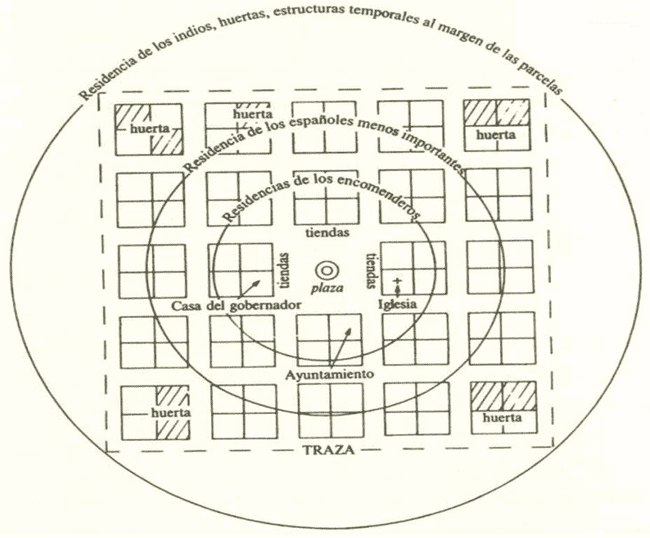 Residencia de los indios, huertas, estructuras temporales al margen de las parcelas
huerta
huerta
huerta
Residencia de los españoles menos importantes
Residencias de los encomenderos
tiendas
tiendas
tiendas
plaza
Casa del gobernador
Iglesia
Ayuntamiento
huerta
huerta
TRAZA